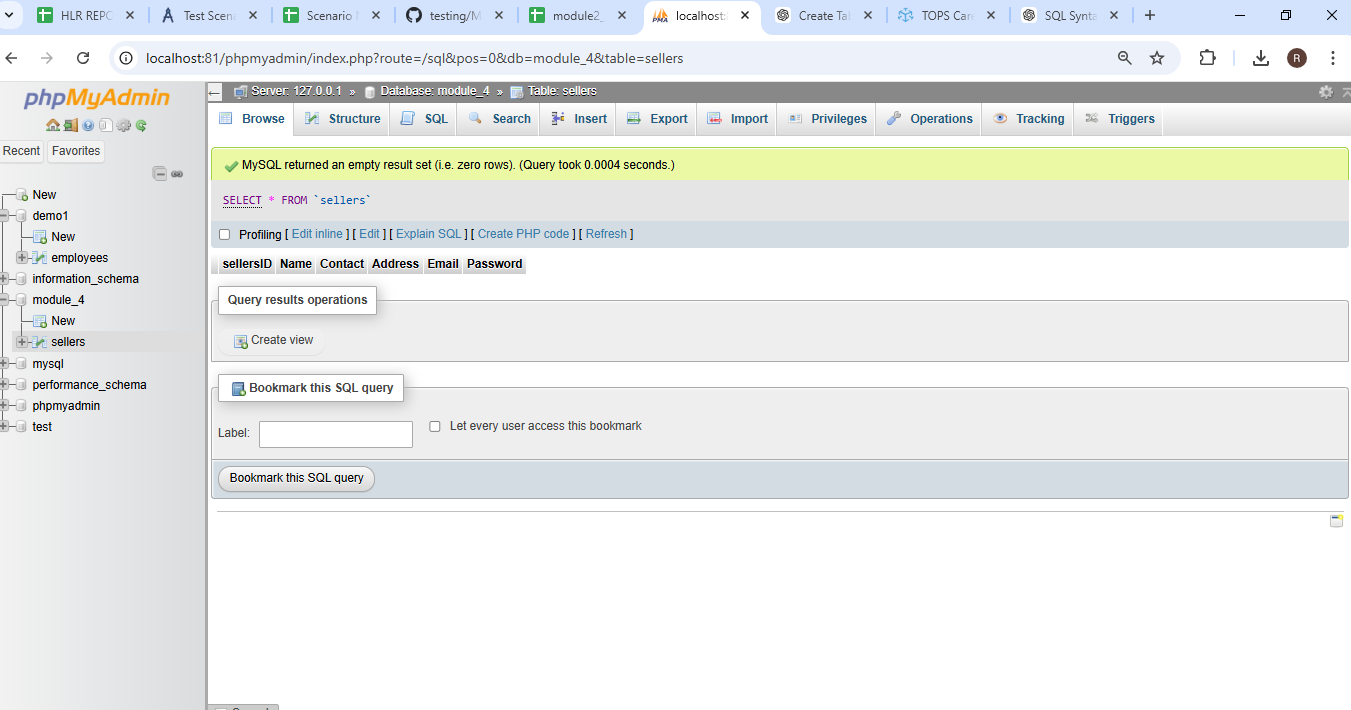 HLR REPO
Test Scena
Scenario M
testing/M
module2_
localhost:
Create Tab
TOPS Care
SQL Synta
localhost:81/phpmyadmin/index.php?route=/sql&pos=0&db=module_4&table=sellers
R
phpMyAdmin
Recent
Favorites
New
demo1
New
employees
information_schema
module_4
New
sellers
mysql
performance_schema
phpmyadmin
test
Server: 127.0.0.1 » Database: module_4 » Table: sellers
Browse Structure SQL Search Insert Export Import Privileges Operations Tracking Triggers
MySQL returned an empty result set (i.e. zero rows). (Query took 0.0004 seconds.)
SELECT * FROM `sellers`
Profiling [ Edit inline ] [ Edit ] [ Explain SQL ] [ Create PHP code ] [ Refresh ]
sellersID Name Contact Address Email Password
Query results operations
Create view
Bookmark this SQL query
Label:
Let every user access this bookmark
Bookmark this SQL query